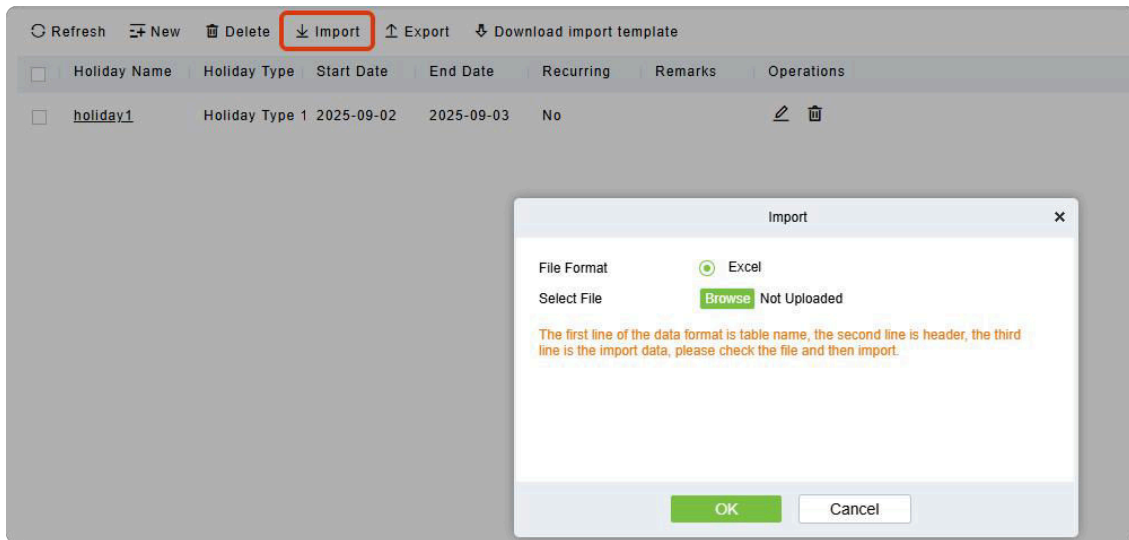 Refresh New Delete Import Export Download import template
Holiday Name Holiday Type Start Date End Date Recurring Remarks Operations
holiday1 Holiday Type 1 2025-09-02 2025-09-03 No
Import
File Format Excel
Select File Browse Not Uploaded
The first line of the data format is table name, the second line is header, the third
line is the import data, please check the file and then import.
OK Cancel